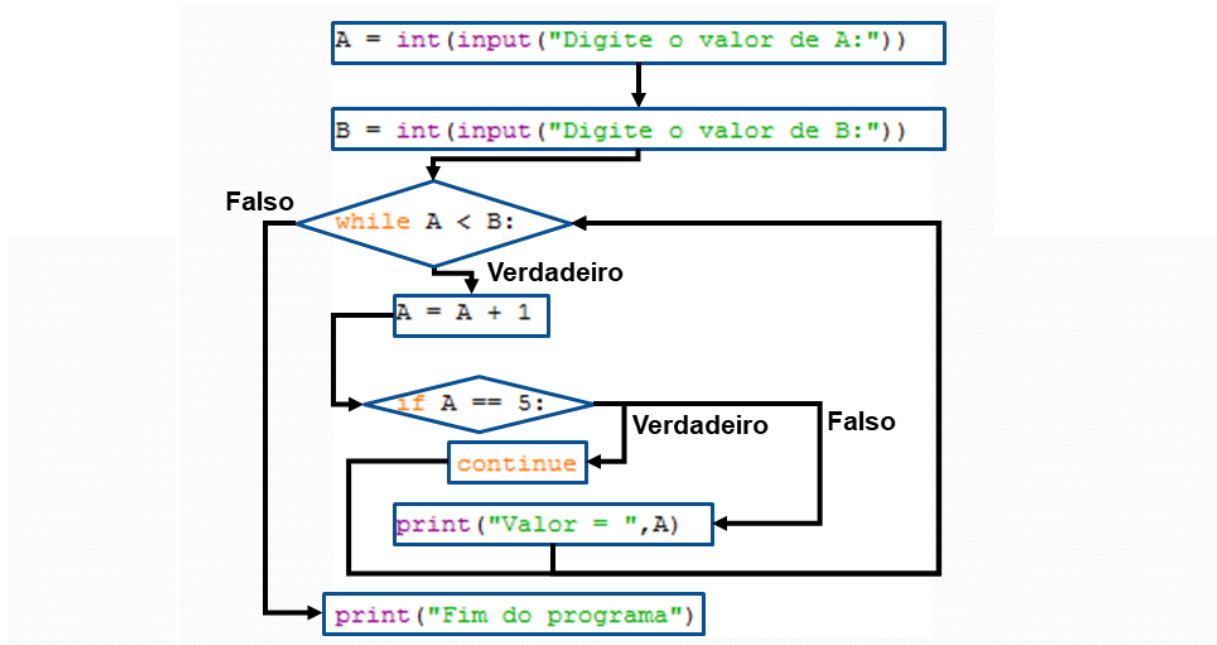 A = int(input("Digite o valor de A:"))
B = int(input("Digite o valor de B:"))
Falso
while A < B:
Verdadeiro
A = A + 1
if A == 5:
Verdadeiro
Falso
continue
print("Valor = ",A)
print("Fim do programa")